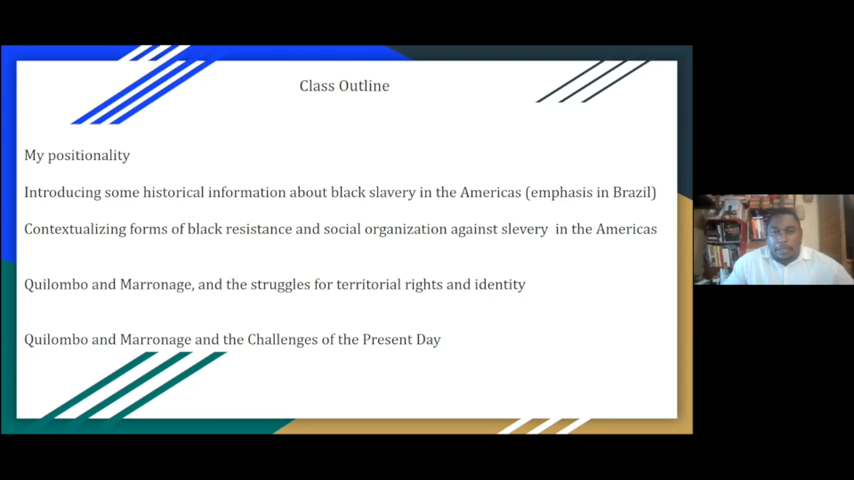 Class Outline
My positionality
Introducing some historical information about black slavery in the Americas (emphasis in Brazil)
Contextualizing forms of black resistance and social organization against slevery in the Americas
Quilombo and Marronage, and the struggles for territorial rights and identity
Quilombo and Marronage and the Challenges of the Present Day